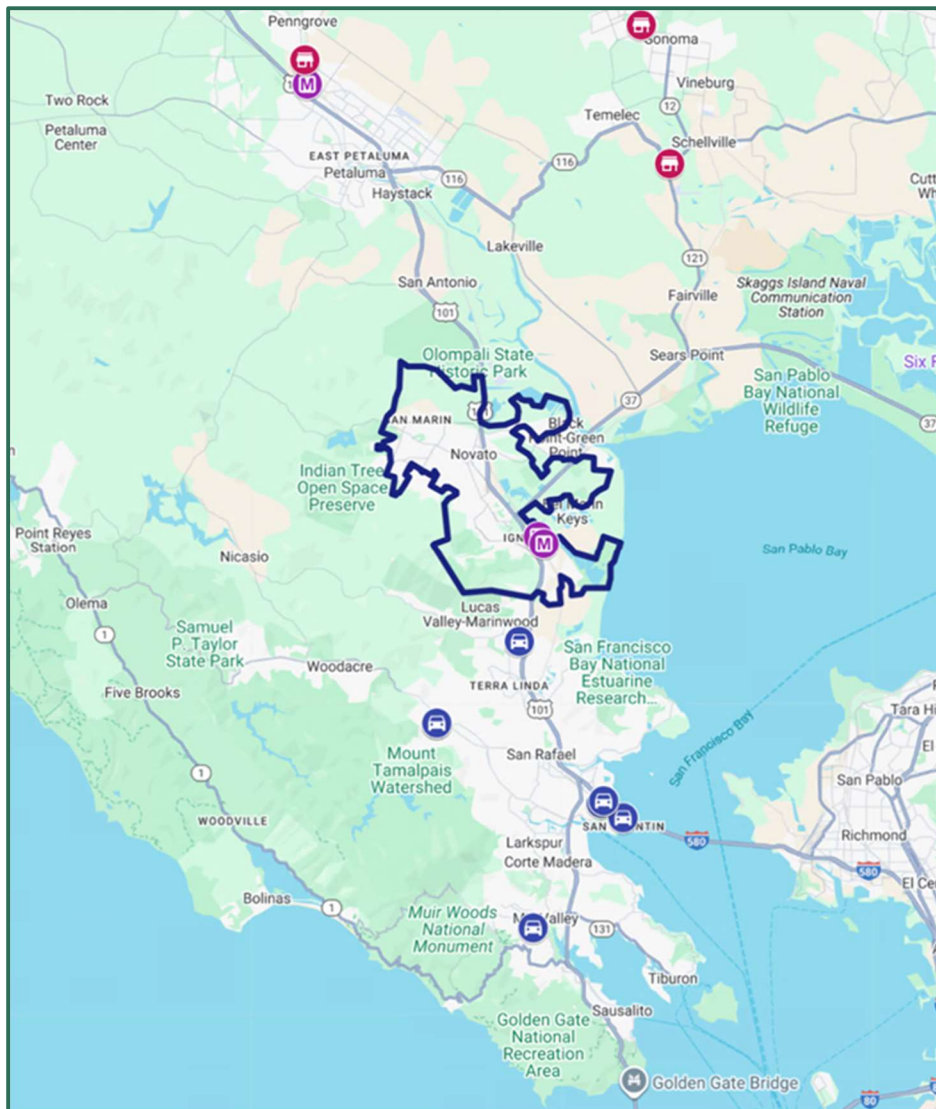 Penngrove
Sonoma
M
Two Rock
Vineburg
12
Temelec
Petaluma
Center
Schellville
EAST PETALUMA
116
Petaluma
116
Haystack
Lakeville
121
San Antonio
Skaggs Island Naval
Communication
Station
Fairville
101
Olompali State
Historic Park
Sears Point
San Pablo
Bay National
Wildlife
Refuge
37
37
Novato
Indian Tree
Open Space
Preserve
Keys
Point Reyes
Station
M
San Pablo Bay
Nicasio
Olema
Lucas
Valley-Marinwood
1
Samuel
P. Taylor
State Park
San Francisco
Bay National
Estuarine
Research...
Woodacre
Five Brooks
TERRA LINDA
101
Mount
Tamalpais
Watershed
San Rafael
San Francisco Bay
1
San Pablo
WOODVILLE
Richmond
580
Larkspur
Corte Madera
580
Bolinas
1
Muir Woods
National
Monument
131
Tiburon
Sausalito
Golden Gate
National
Recreation
Area
Golden Gate Bridge
80